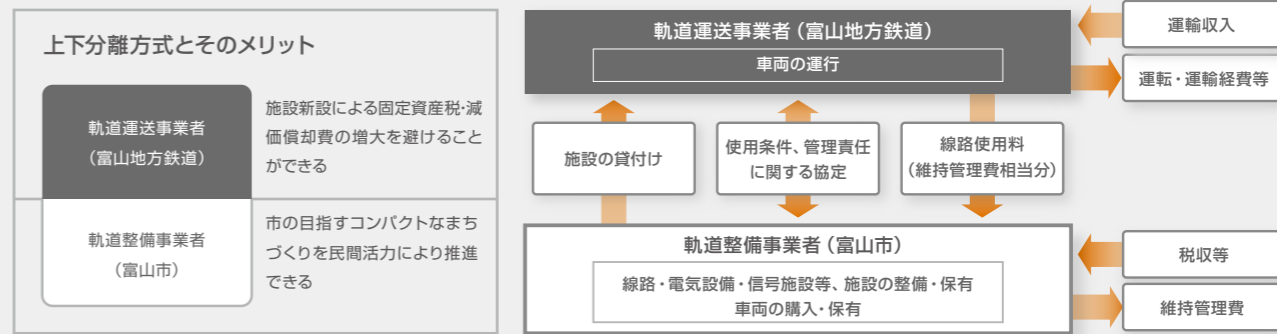 上下分離方式とそのメリット
軌道運送事業者
（富山地方鉄道）
施設新設による固定資産税・減
価償却費の増大を避けること
ができる
軌道整備事業者
（富山市）
市の目指すコンパクトなまち
づくりを民間活力により推進
できる
軌道運送事業者（富山地方鉄道）
車両の運行
運輸収入
運転・運輸経費等
施設の貸付け
使用条件、管理責任
に関する協定
線路使用料
（維持管理費相当分）
軌道整備事業者（富山市）
線路・電気設備・信号施設等、施設の整備・保有
車両の購入・保有
税収等
維持管理費